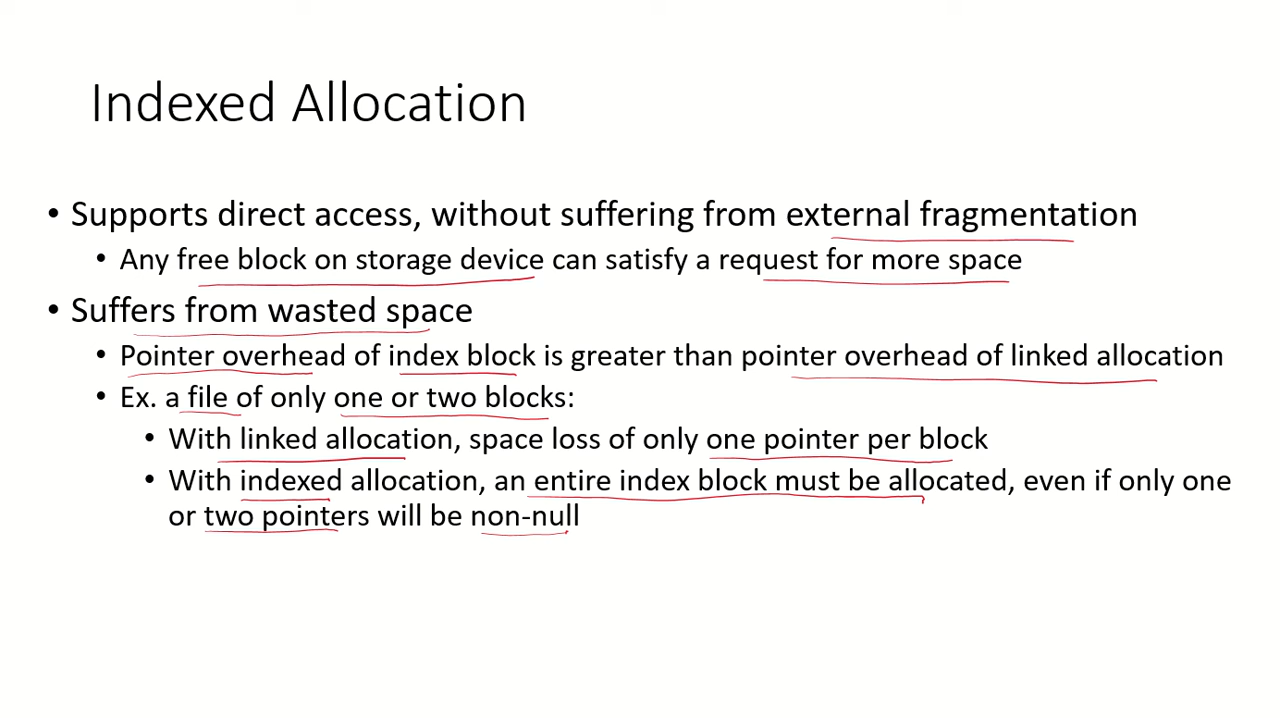 Indexed Allocation
• Supports direct access, without suffering from external fragmentation
• Any free block on storage device can satisfy a request for more space
• Suffers from wasted space
• Pointer overhead of index block is greater than pointer overhead of linked allocation
• Ex. a file of only one or two blocks:
• With linked allocation, space loss of only one pointer per block
• With indexed allocation, an entire index block must be allocated, even if only one
or two pointers will be non-null